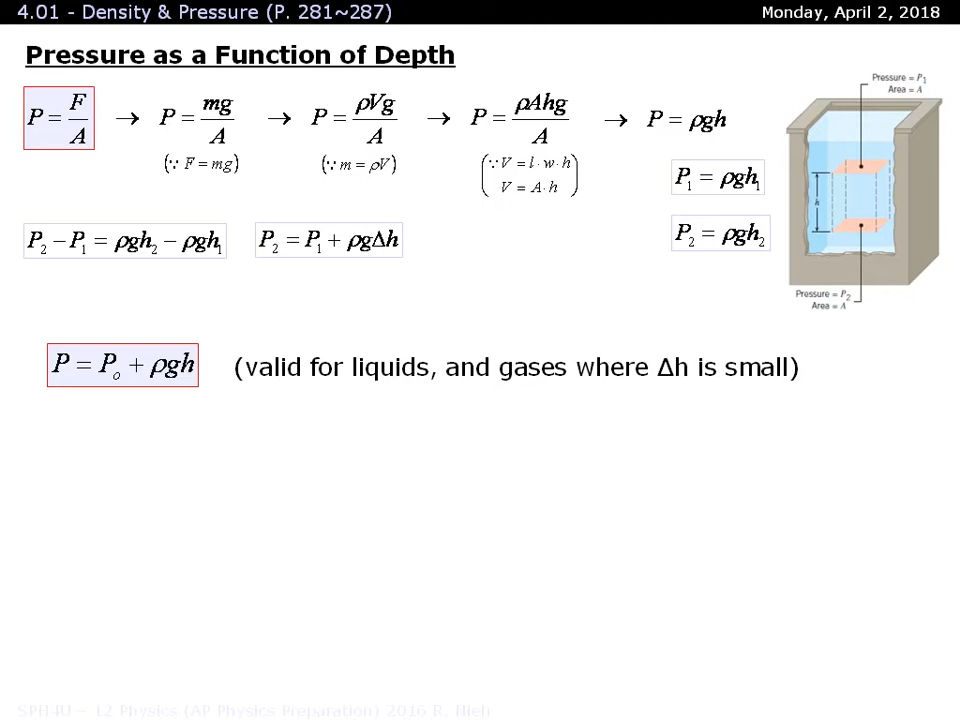 4.01 - Density & Pressure (P. 281~287)
Monday, April 2, 2018
Pressure as a Function of Depth
P = F/A → P = mg/A → P = ρVg/A → P = ρAhg/A → P = ρgh
(∵ F = mg) (∵ m = ρV) (∵ V = l · w · h
V = A · h)
P₁ = ρgh₁
P₂ = ρgh₂
P₂ − P₁ = ρgh₂ − ρgh₁
P₂ = P₁ + ρgΔh
Pressure = P₁
Area = A
h
Pressure = P₂
Area = A
P = Pₒ + ρgh (valid for liquids, and gases where Δh is small)
SPH4U – 12 Physics (AP Physics Preparation) 2016 R. Nieh